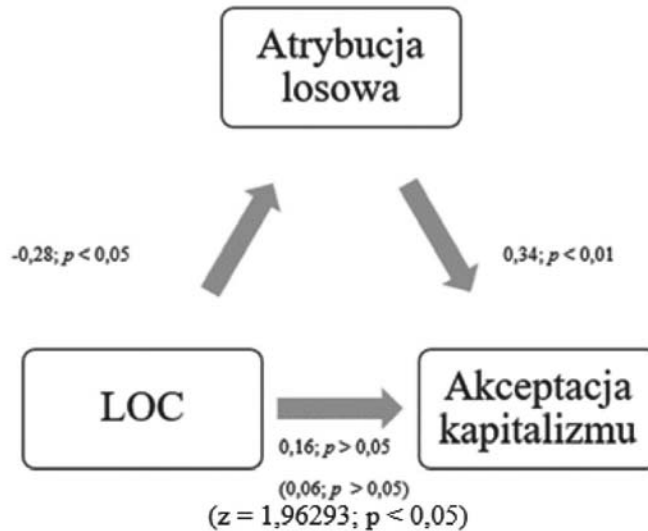 Atrybucja
losowa
-0,28; p < 0,05
0,34; p < 0,01
LOC
Akceptacja
kapitalizmu
0,16; p > 0,05
(0,06; p > 0,05)
(z = 1,96293; p < 0,05)